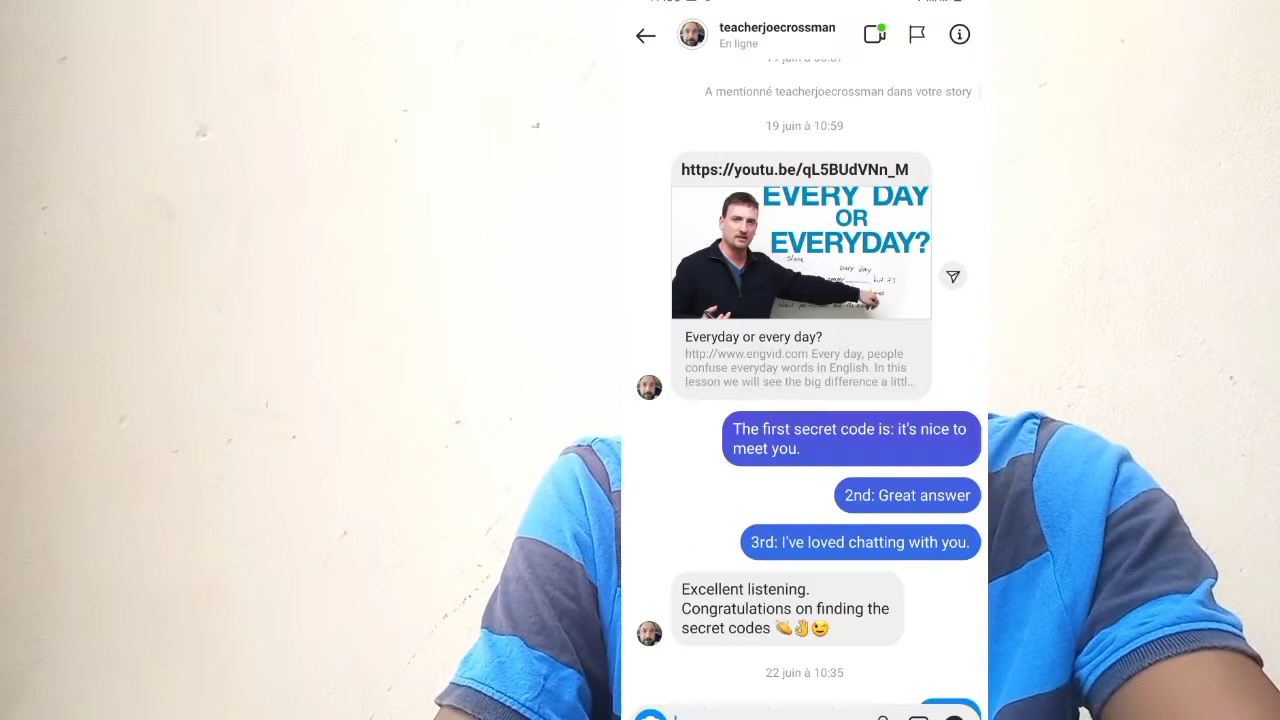 teacherjoecrossman
En ligne
A mentionné teacherjoecrossman dans votre story
19 juin à 10:59
https://youtu.be/qL5BUdVNn_M
EVERY DAY
OR
EVERYDAY?
every day
but it
Everyday or every day?
http://www.engvid.com Every day, people
confuse everyday words in English. In this
lesson we will see the big difference a littl...
The first secret code is: it's nice to
meet you.
2nd: Great answer
3rd: I've loved chatting with you.
Excellent listening.
Congratulations on finding the
secret codes 👏👌😉
22 juin à 10:35